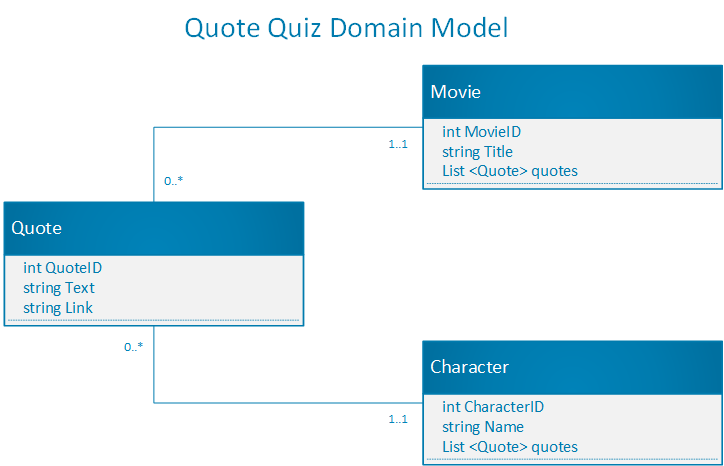 Quote Quiz Domain Model
Movie
int MovieID
string Title
List <Quote> quotes
1..1
0..*
Quote
int QuoteID
string Text
string Link
0..*
Character
int CharacterID
string Name
List <Quote> quotes
1..1